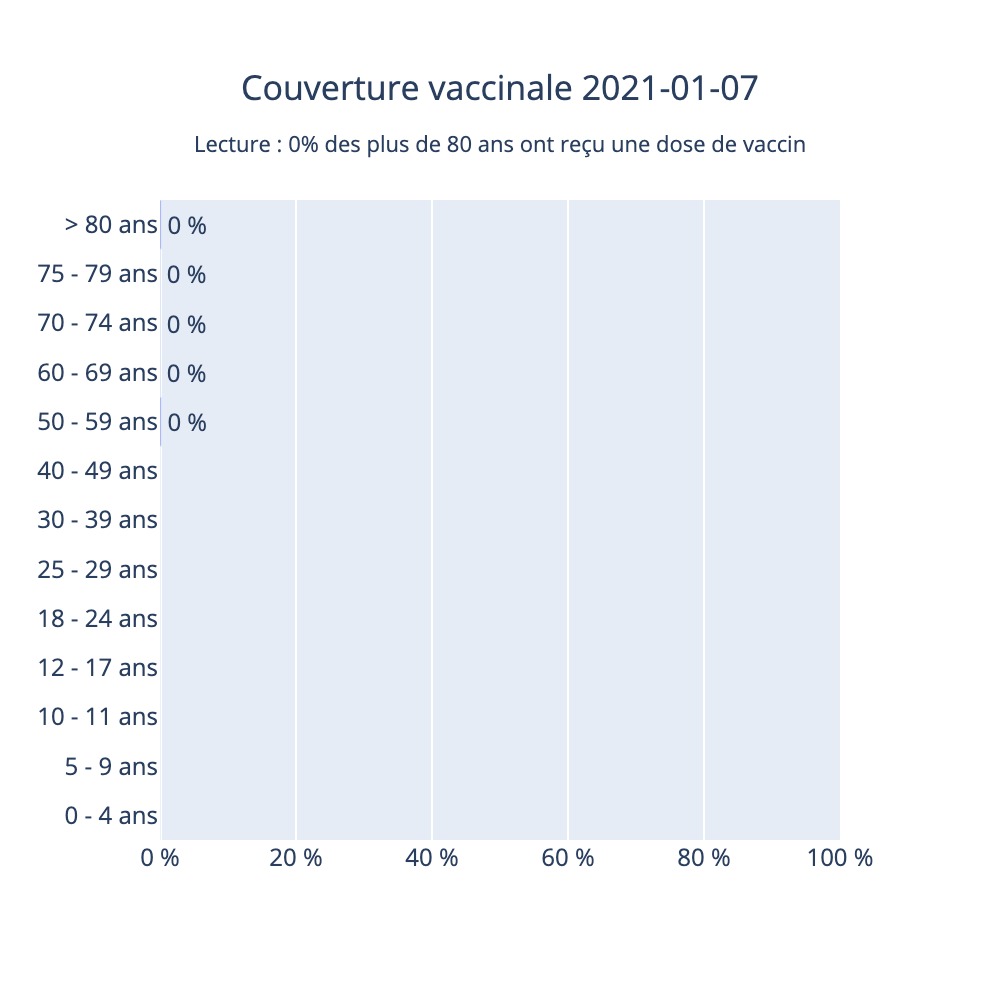 Couverture vaccinale 2021-01-07
Lecture : 0% des plus de 80 ans ont reçu une dose de vaccin
> 80 ans 0 %
75 - 79 ans 0 %
70 - 74 ans 0 %
60 - 69 ans 0 %
50 - 59 ans 0 %
40 - 49 ans
30 - 39 ans
25 - 29 ans
18 - 24 ans
12 - 17 ans
10 - 11 ans
5 - 9 ans
0 - 4 ans
0 % 20 % 40 % 60 % 80 % 100 %